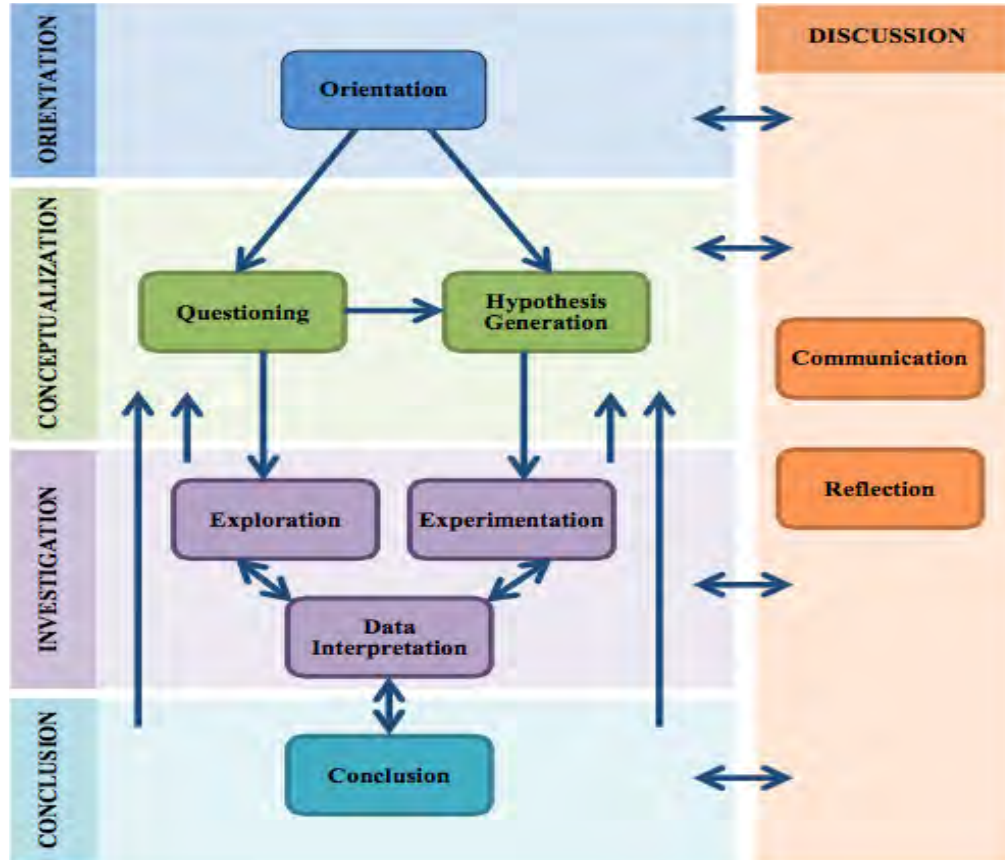 ORIENTATION
Orientation
CONCEPTUALIZATION
Questioning
Hypothesis
Generation
INVESTIGATION
Exploration
Experimentation
Data
Interpretation
CONCLUSION
Conclusion
DISCUSSION
Communication
Reflection